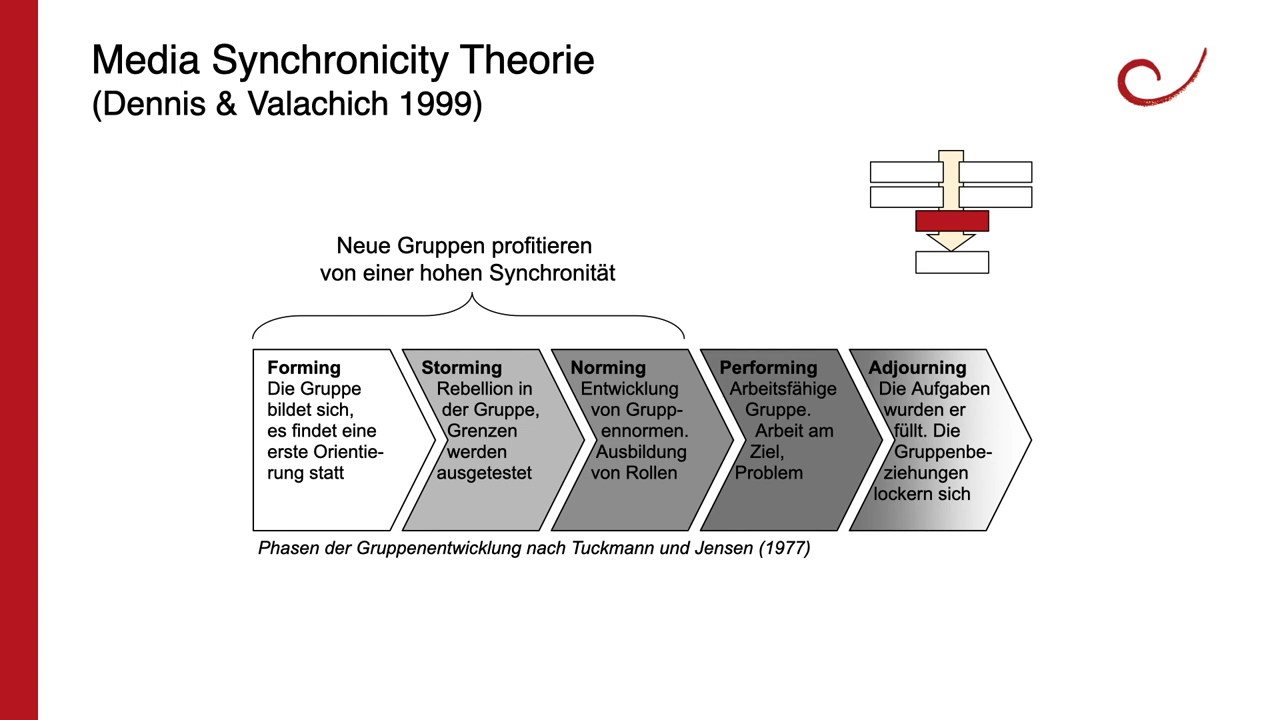 Media Synchronicity Theorie
(Dennis & Valachich 1999)
Neue Gruppen profitieren
von einer hohen Synchronität
Forming
Die Gruppe
bildet sich,
es findet eine
erste Orientie-
rung statt
Storming
Rebellion in
der Gruppe,
Grenzen
werden
ausgetestet
Norming
Entwicklung
von Grupp-
ennormen.
Ausbildung
von Rollen
Performing
Arbeitsfähige
Gruppe.
Arbeit am
Ziel,
Problem
Adjourning
Die Aufgaben
wurden er
füllt. Die
Gruppenbe-
ziehungen
lockern sich
Phasen der Gruppenentwicklung nach Tuckmann und Jensen (1977)